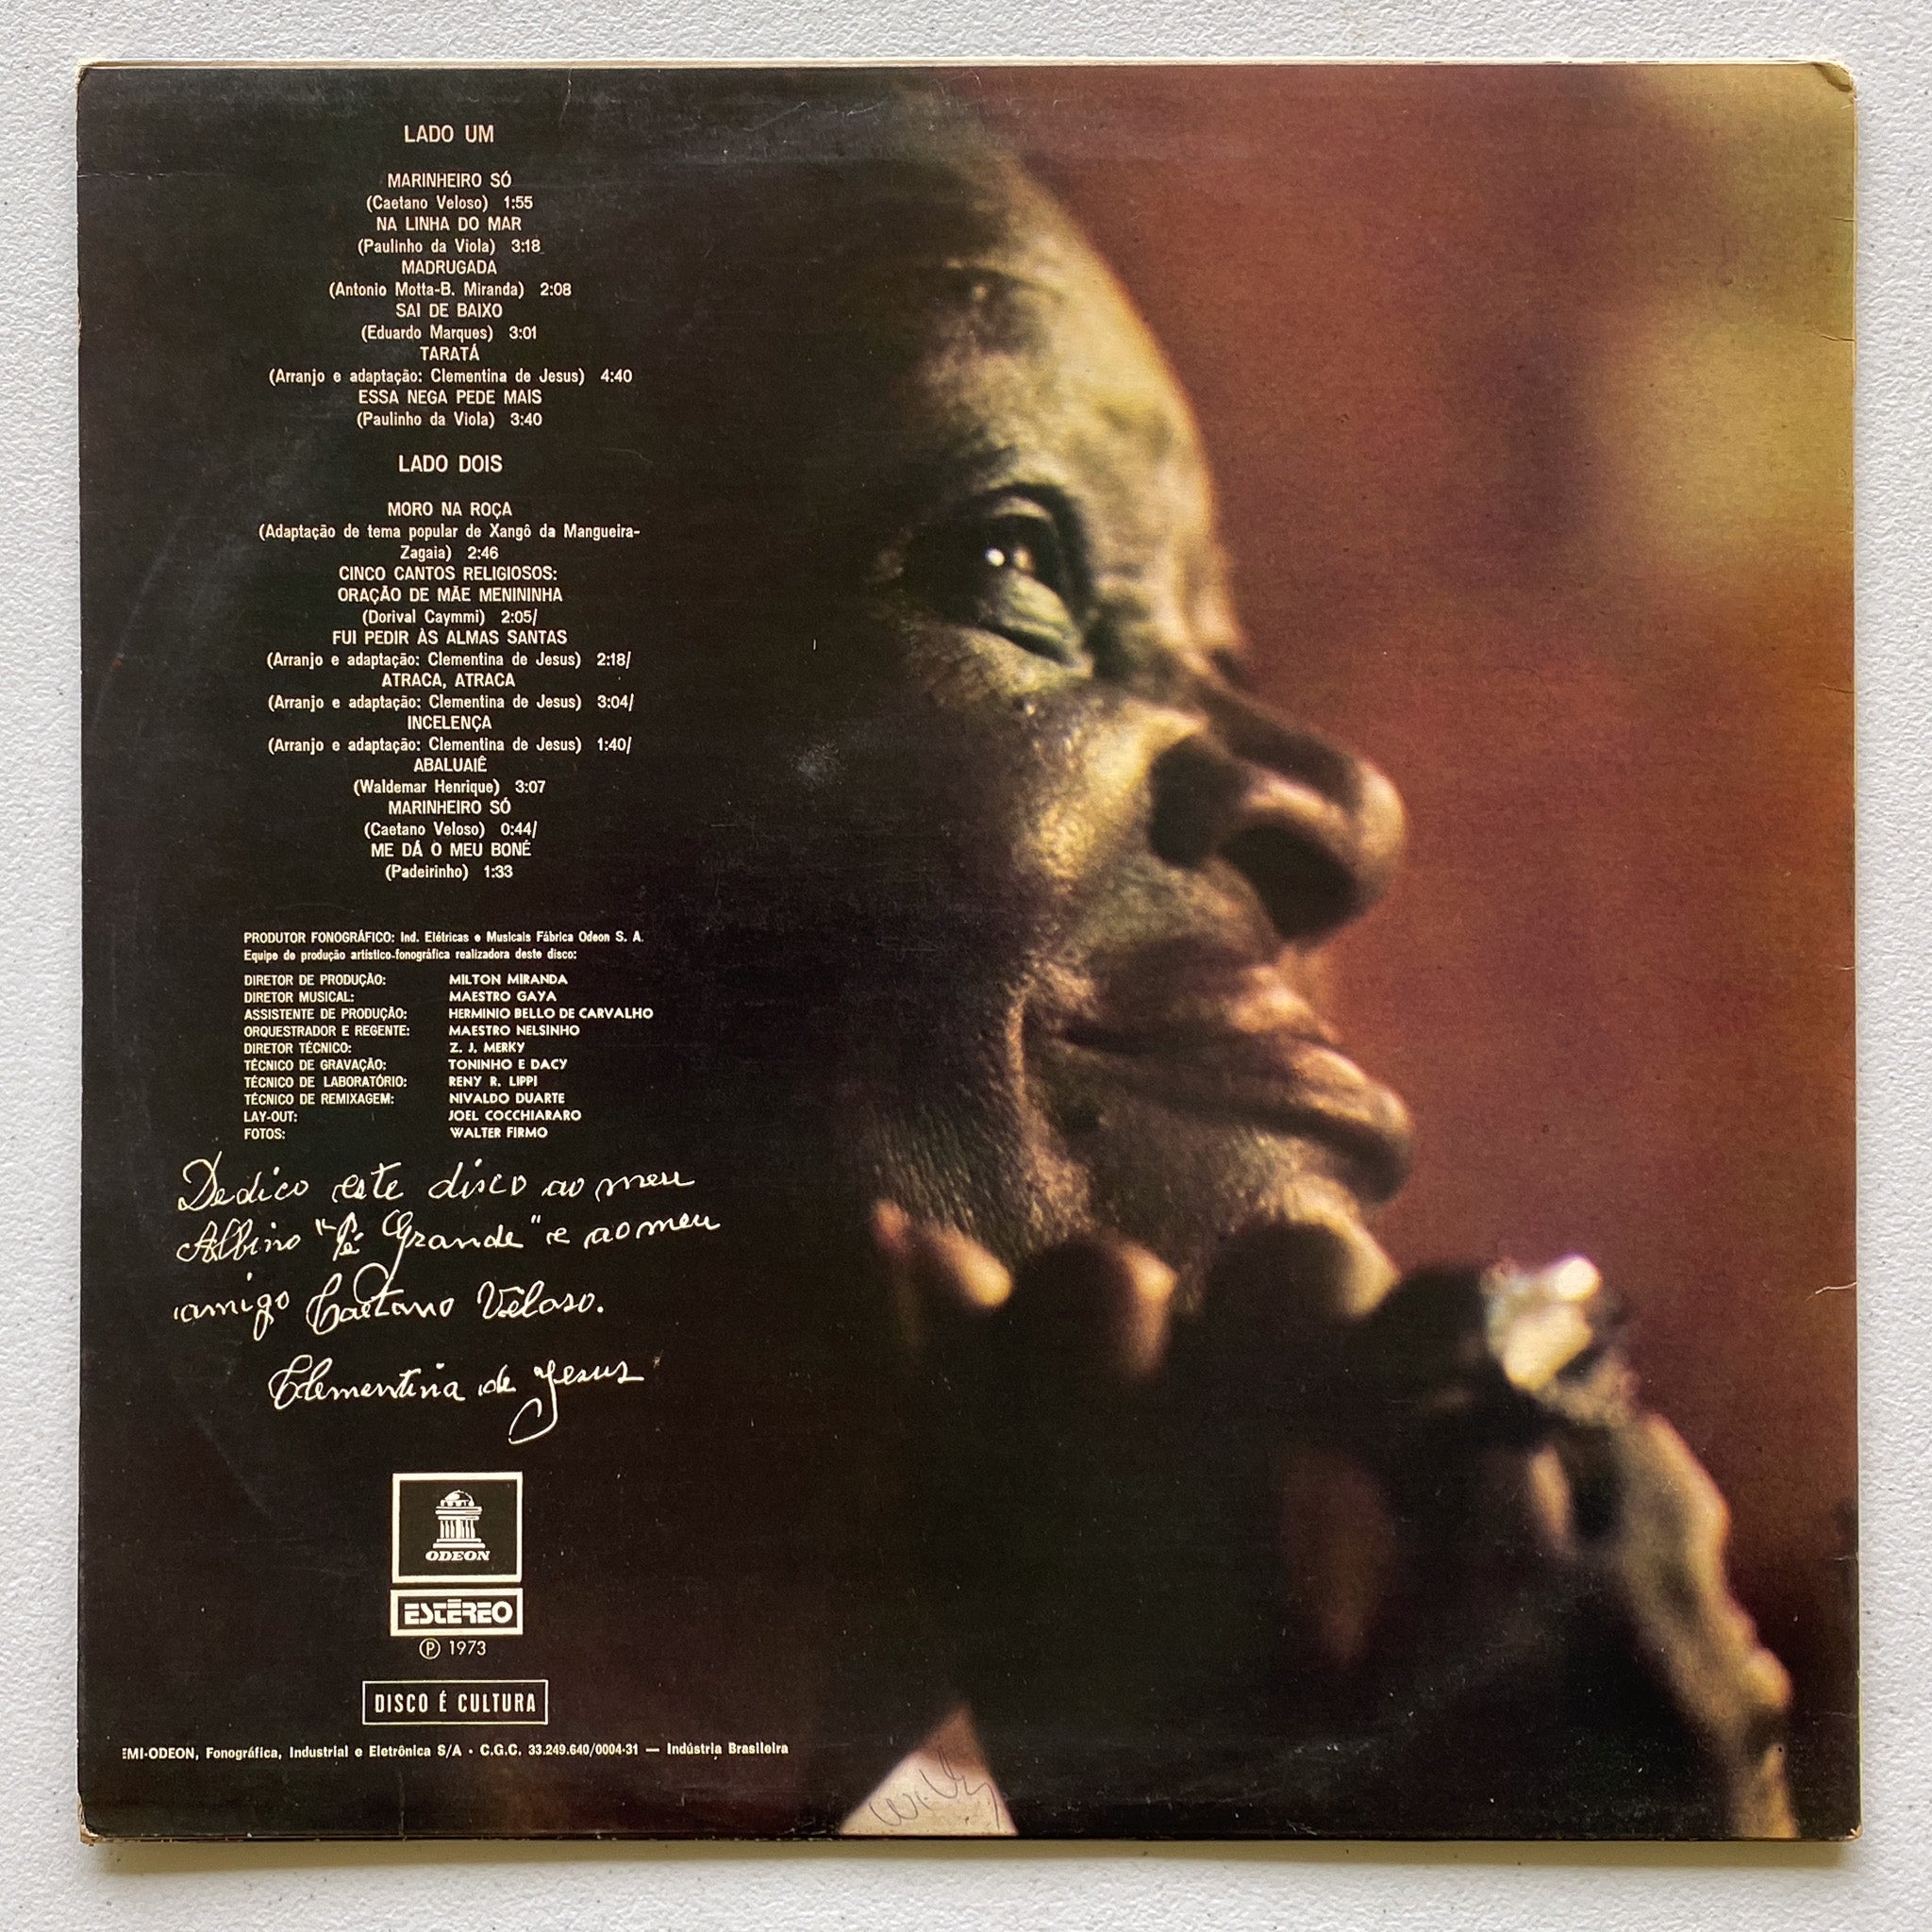 LADO UM
MARINHEIRO SÓ
(Caetano Veloso) 1:55
NA LINHA DO MAR
(Paulinho da Viola) 3:18
MADRUGADA
(Antonio Motta-B. Miranda) 2:08
SAI DE BAIXO
(Eduardo Marques) 3:01
TARATÁ
(Arranjo e adaptação: Clementina de Jesus) 4:40
ESSA NEGA PEDE MAIS
(Paulinho da Viola) 3:40
LADO DOIS
MORO NA ROÇA
(Adaptação de tema popular de Xangô da Mangueira-
Zagaia) 2:46
CINCO CANTOS RELIGIOSOS:
ORAÇÃO DE MÃE MENININHA
(Dorival Caymmi) 2:05/
FUI PEDIR ÀS ALMAS SANTAS
(Arranjo e adaptação: Clementina de Jesus) 2:18/
ATRACA, ATRACA
(Arranjo e adaptação: Clementina de Jesus) 3:04/
INCELENÇA
(Arranjo e adaptação: Clementina de Jesus) 1:40/
ABALUAIÊ
(Waldemar Henrique) 3:07
MARINHEIRO SÓ
(Caetano Veloso) 0:44/
ME DÁ O MEU BONÉ
(Padeirinho) 1:33
PRODUTOR FONOGRÁFICO: Ind. Elétricas e Musicais Fábrica Odeon S. A.
Equipe de produção artístico-fonográfica realizadora deste disco:
DIRETOR DE PRODUÇÃO: MILTON MIRANDA
DIRETOR MUSICAL: MAESTRO GAYA
ASSISTENTE DE PRODUÇÃO: HERMINIO BELLO DE CARVALHO
ORQUESTRADOR E REGENTE: MAESTRO NELSINHO
DIRETOR TÉCNICO: Z. J. MERKY
TÉCNICO DE GRAVAÇÃO: TONINHO E DACY
TÉCNICO DE LABORATÓRIO: RENY R. LIPPI
TÉCNICO DE REMIXAGEM: NIVALDO DUARTE
LAY-OUT: JOEL COCCHIARARO
FOTOS: WALTER FIRMO
Dedico este disco ao meu
Albino "Pé Grande" e ao meu
amigo Caetano Veloso.
Clementina de Jesus
ODEON
ESTÉREO
Ⓟ 1973
DISCO É CULTURA
EMI-ODEON, Fonográfica, Industrial e Eletrônica S/A • C.G.C. 33.249.640/0004-31 — Indústria Brasileira